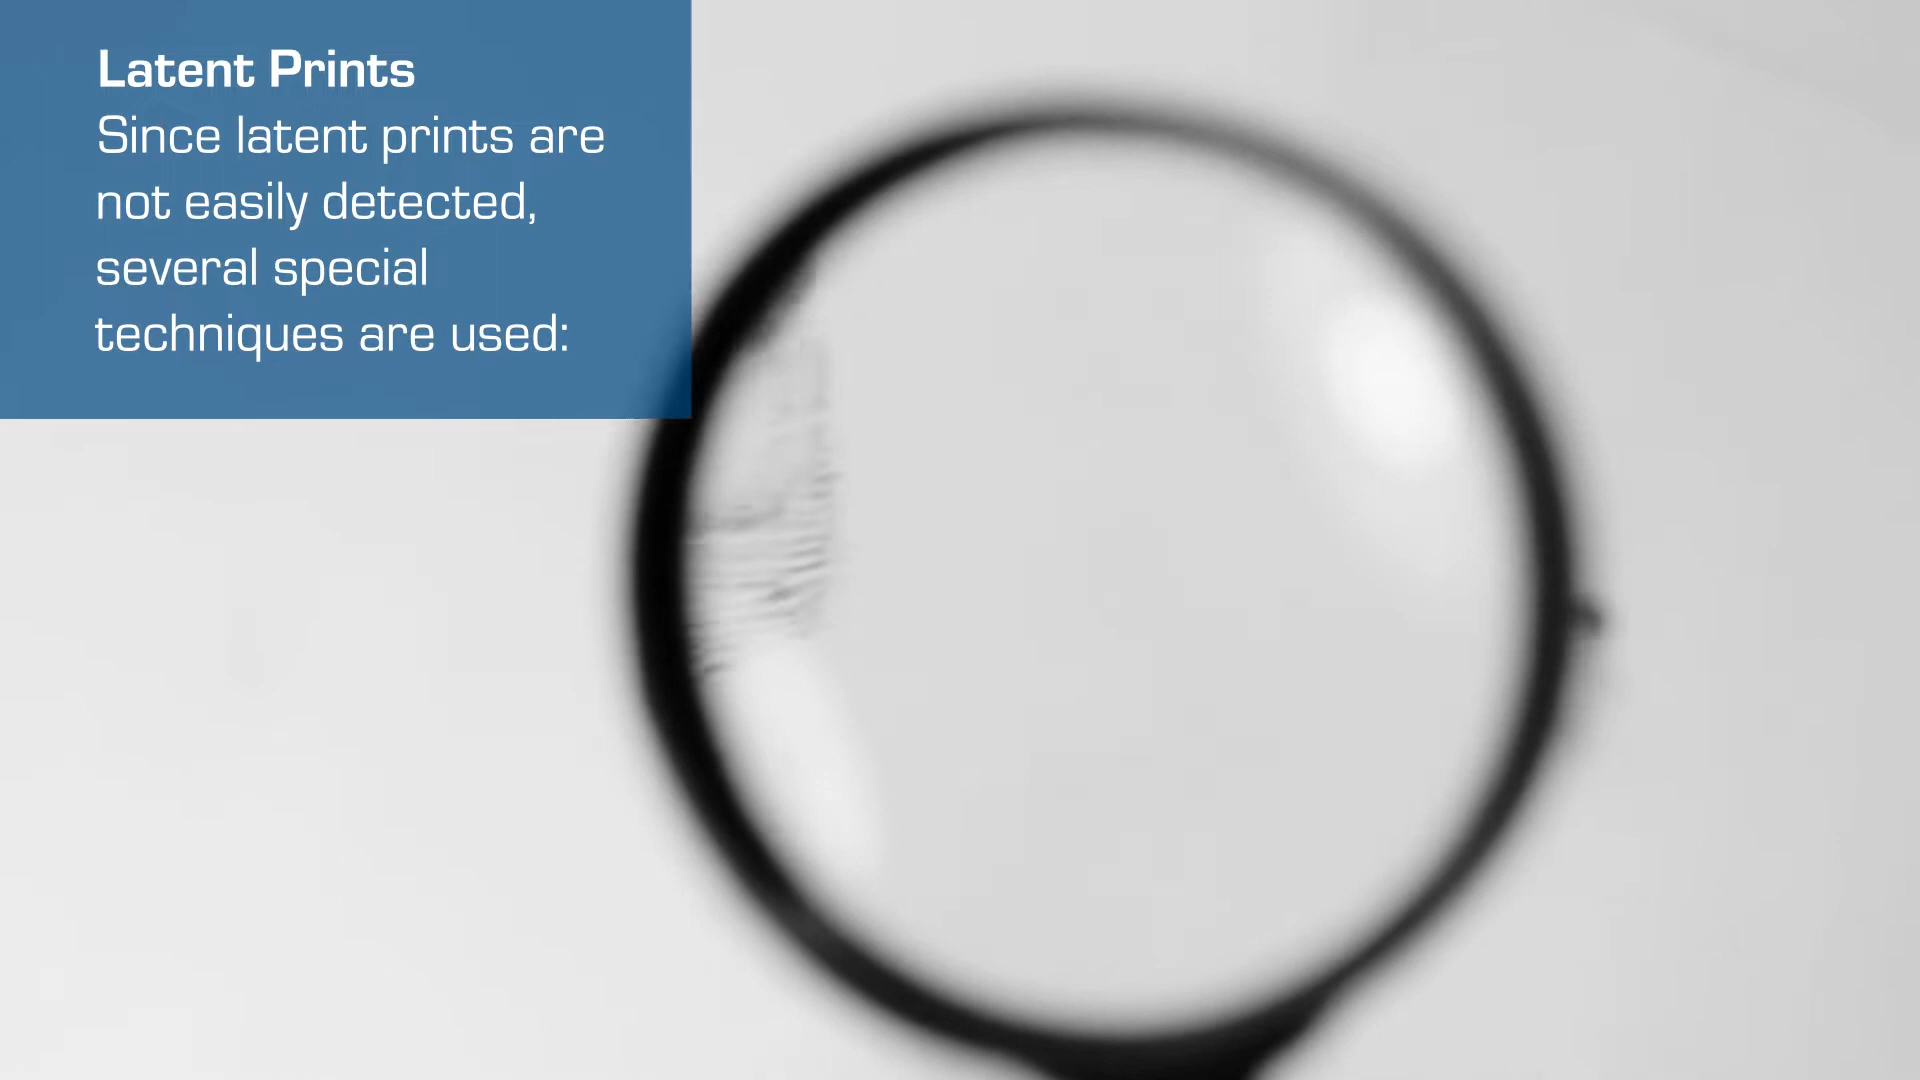 Latent Prints
Since latent prints are
not easily detected,
several special
techniques are used: